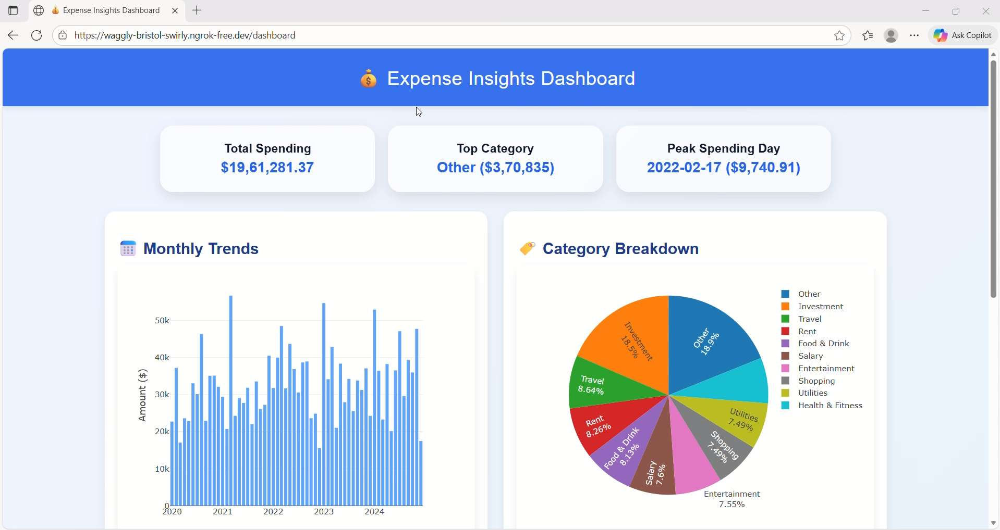 💰 Expense Insights Dashboard
https://waggly-bristol-swirly.ngrok-free.dev/dashboard
Ask Copilot
💰 Expense Insights Dashboard
Total Spending
$19,61,281.37
Top Category
Other ($3,70,835)
Peak Spending Day
2022-02-17 ($9,740.91)
Monthly Trends
Amount ($)
50k
40k
30k
20k
10k
0
2020
2021
2022
2023
2024
🏷️ Category Breakdown
Other
18.9%
Investment
18.5%
Travel
8.64%
Rent
8.26%
Food & Drink
8.13%
Salary
7.6%
Entertainment
7.55%
Shopping
7.49%
Utilities
7.49%
Other
Investment
Travel
Rent
Food & Drink
Salary
Entertainment
Shopping
Utilities
Health & Fitness